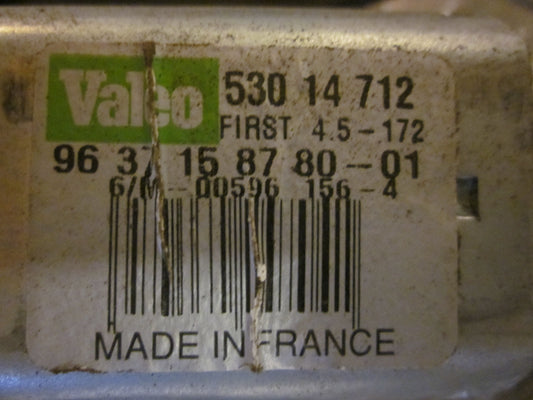 Valeo 530 14 712
FIRST 4.5-172
96 37 15 87 80-01
6/M-00596 156-4
MADE IN FRANCE